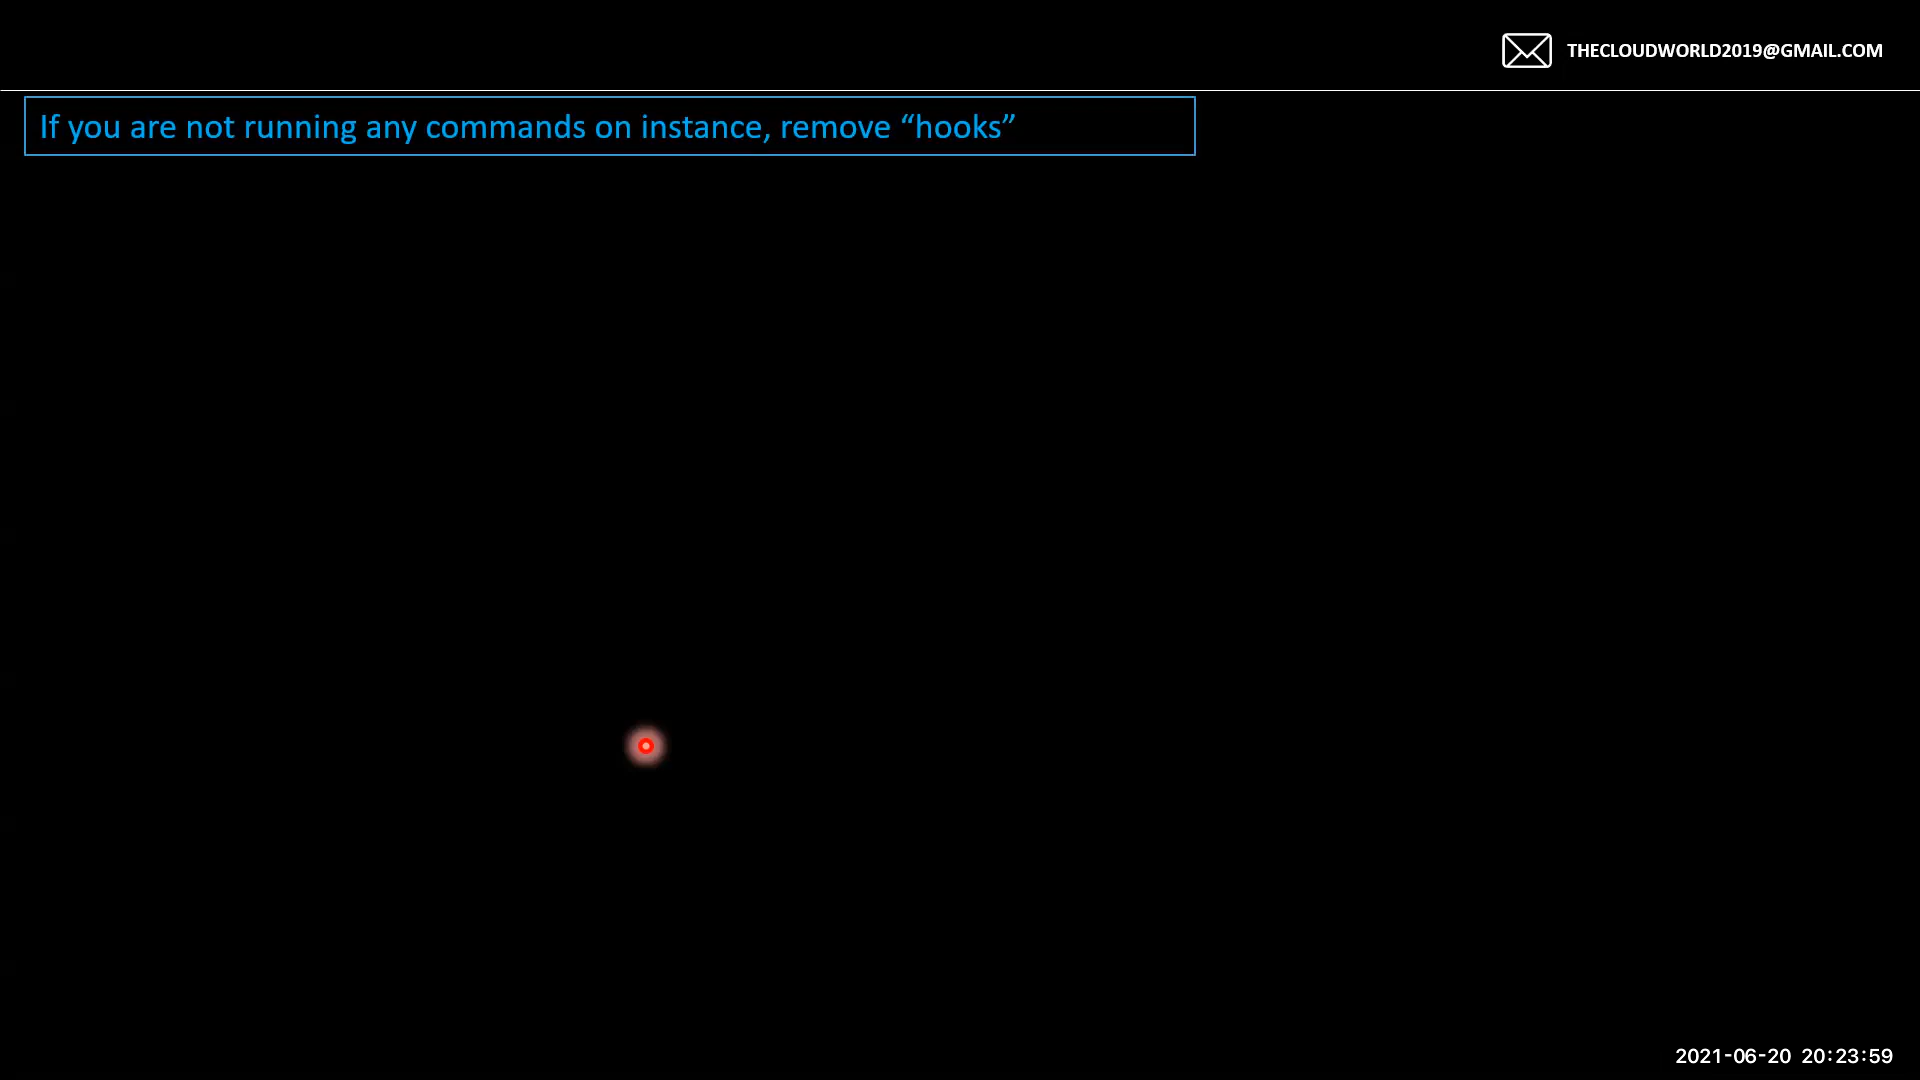 THECLOUDWORLD2019@GMAIL.COM
If you are not running any commands on instance, remove “hooks”
2021-06-20 20:23:59